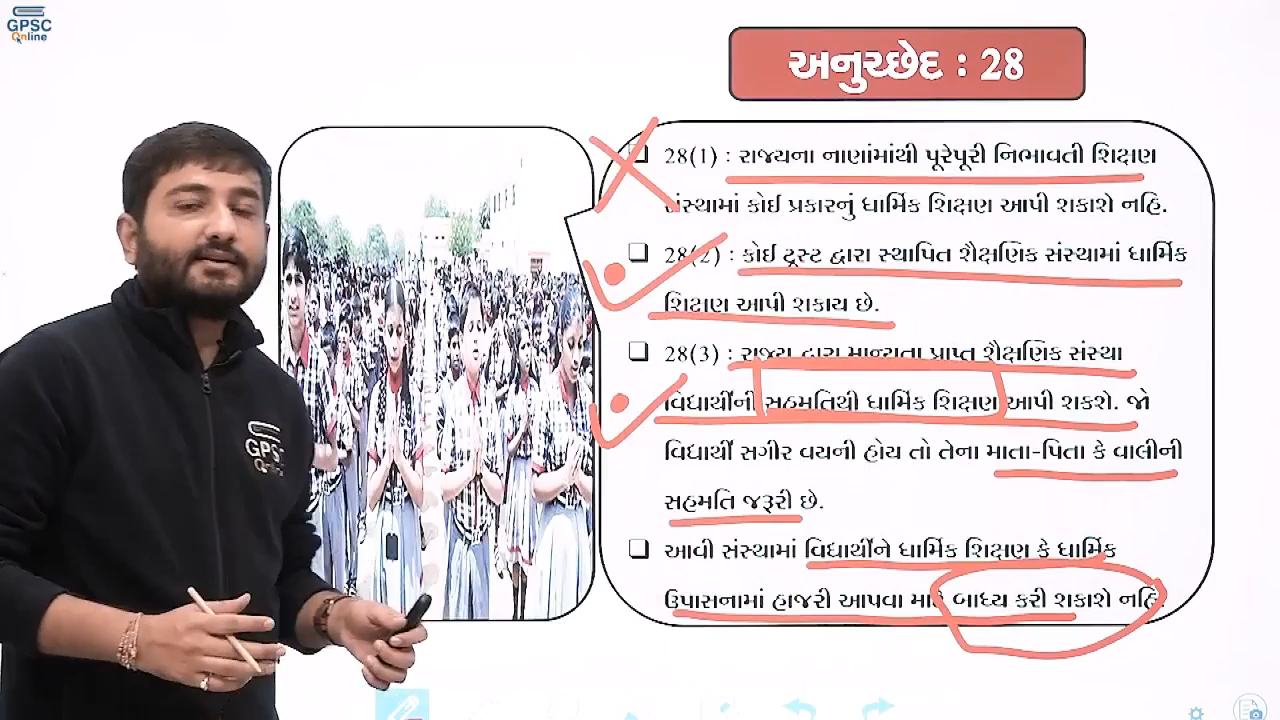 GPSC
Online
અનુચ્છેદ : 28
28(1) : રાજ્યના નાણાંમાંથી પૂરેપૂરી નિભાવતી શિક્ષણ
સંસ્થામાં કોઈ પ્રકારનું ધાર્મિક શિક્ષણ આપી શકાશે નહિ.
28(2) : કોઈ ટ્રસ્ટ દ્વારા સ્થાપિત શૈક્ષણિક સંસ્થામાં ધાર્મિક
શિક્ષણ આપી શકાય છે.
28(3) : રાજ્ય દ્વારા માન્યતા પ્રાપ્ત શૈક્ષણિક સંસ્થા
વિદ્યાર્થીની સહમતિથી ધાર્મિક શિક્ષણ આપી શકશે. જો
વિદ્યાર્થી સગીર વયની હોય તો તેના માતા-પિતા કે વાલીની
સહમતિ જરૂરી છે.
આવી સંસ્થામાં વિદ્યાર્થીને ધાર્મિક શિક્ષણ કે ધાર્મિક
ઉપાસનામાં હાજરી આપવા માટે બાધ્ય કરી શકાશે નહિ.
GPSC
Online